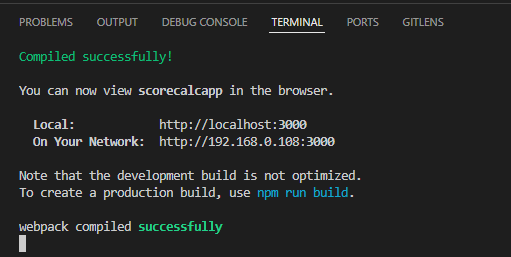 PROBLEMS OUTPUT DEBUG CONSOLE TERMINAL PORTS GITLENS
Compiled successfully!
You can now view scorecalcapp in the browser.
Local: http://localhost:3000
On Your Network: http://192.168.0.108:3000
Note that the development build is not optimized.
To create a production build, use npm run build.
webpack compiled successfully